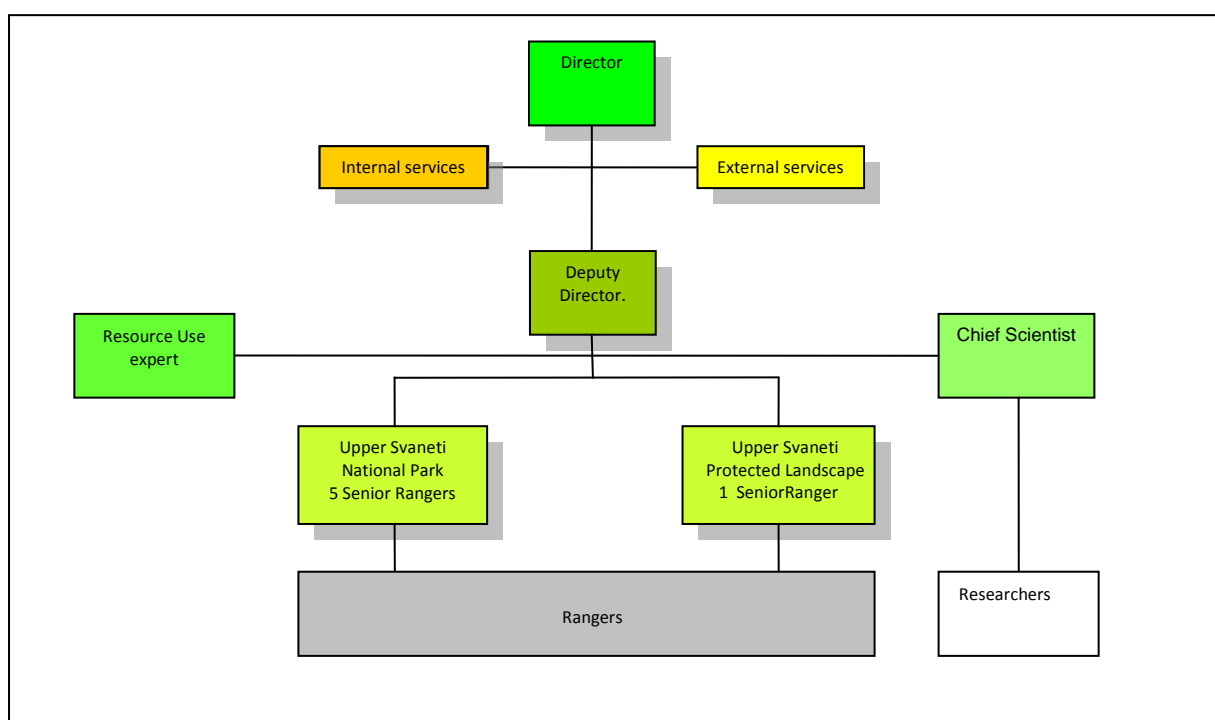 Director
Internal services
External services
Deputy
Director.
Resource Use
expert
Chief Scientist
Upper Svaneti
National Park
5 Senior Rangers
Upper Svaneti
Protected Landscape
1 SeniorRanger
Rangers
Researchers